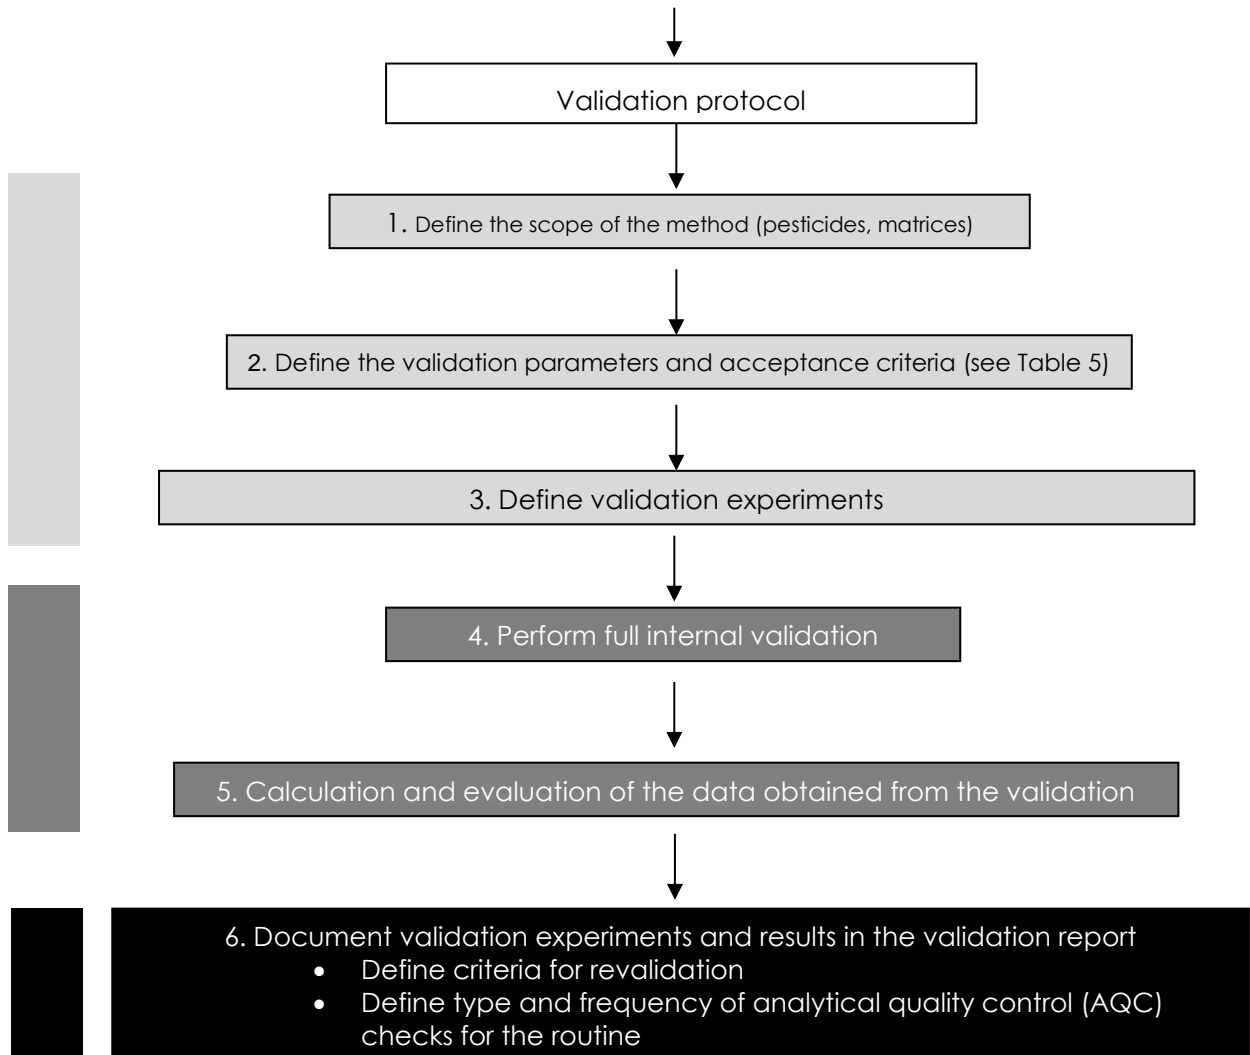 Validation protocol
1. Define the scope of the method (pesticides, matrices)
2. Define the validation parameters and acceptance criteria (see Table 5)
3. Define validation experiments
4. Perform full internal validation
5. Calculation and evaluation of the data obtained from the validation
6. Document validation experiments and results in the validation report
• Define criteria for revalidation
• Define type and frequency of analytical quality control (AQC)
checks for the routine